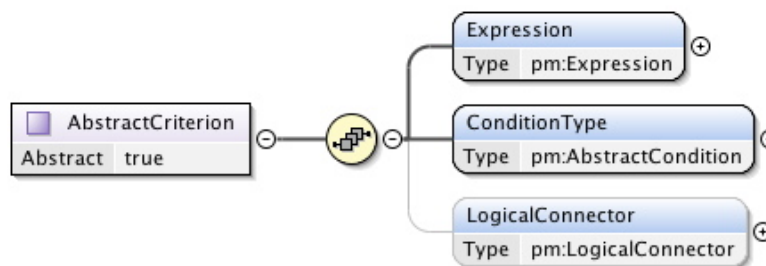 Expression
Type pm:Expression
AbstractCriterion
Abstract true
ConditionType
Type pm:AbstractCondition
LogicalConnector
Type pm:LogicalConnector